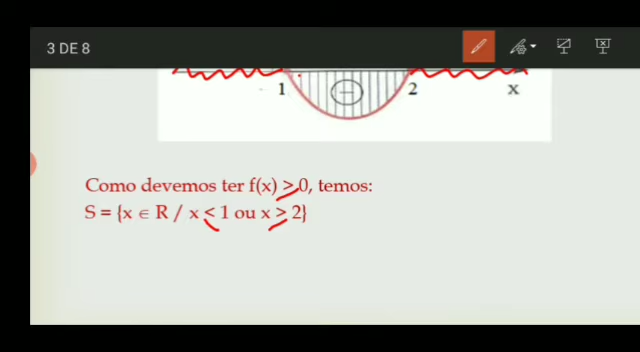 3 DE 8
1 2 x
Como devemos ter f(x) > 0, temos:
S = {x ∈ R / x < 1 ou x > 2}